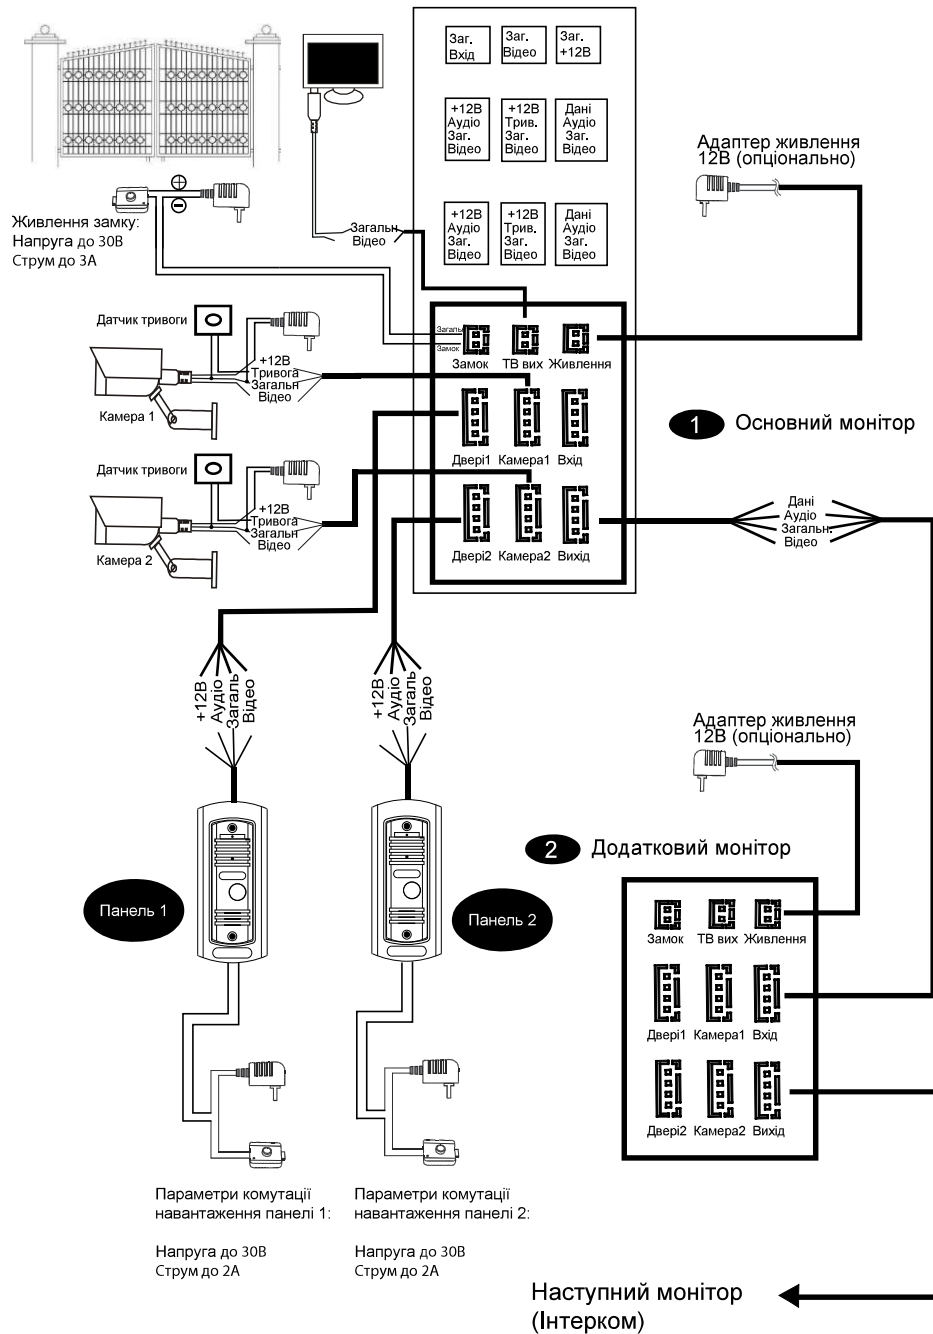 Заг.
Вхід
Заг.
Відео
Заг.
+12В
+12В
Аудіо
Заг.
Відео
+12В
Трив.
Заг.
Відео
Дані
Аудіо
Заг.
Відео
+12В
Аудіо
Заг.
Відео
+12В
Трив.
Заг.
Відео
Дані
Аудіо
Заг.
Відео
Адаптер живлення
12В (опціонально)
Живлення замку:
Напруга до 30В
Струм до 3А
Загальн
Відео
Датчик тривоги
+12В
Тривога
Загальн
Відео
Камера 1
Загаль
Замок
Замок
ТВ вих
Живлення
1 Основний монітор
Двері1
Камера1
Вхід
Датчик тривоги
+12В
Тривога
Загальн
Відео
Камера 2
Двері2
Камера2
Вихід
Дані
Аудіо
Загальн.
Відео
+12В
Аудіо
Загаль
Відео
+12В
Аудіо
Загаль
Відео
Адаптер живлення
12В (опціонально)
2 Додатковий монітор
Панель 1
Панель 2
Замок
ТВ вих
Живлення
Двері1
Камера1
Вхід
Двері2
Камера2
Вихід
Параметри комутації
навантаження панелі 1:
Напруга до 30В
Струм до 2А
Параметри комутації
навантаження панелі 2:
Напруга до 30В
Струм до 2А
Наступний монітор
(Інтерком)